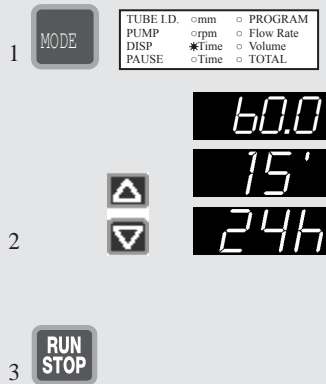 1 MODE
TUBE I.D. ○mm ○ PROGRAM
PUMP ○rpm ○ Flow Rate
DISP ✷Time ○ Volume
PAUSE ○Time ○ TOTAL
60.0
15'
2
24h
3 RUN
STOP